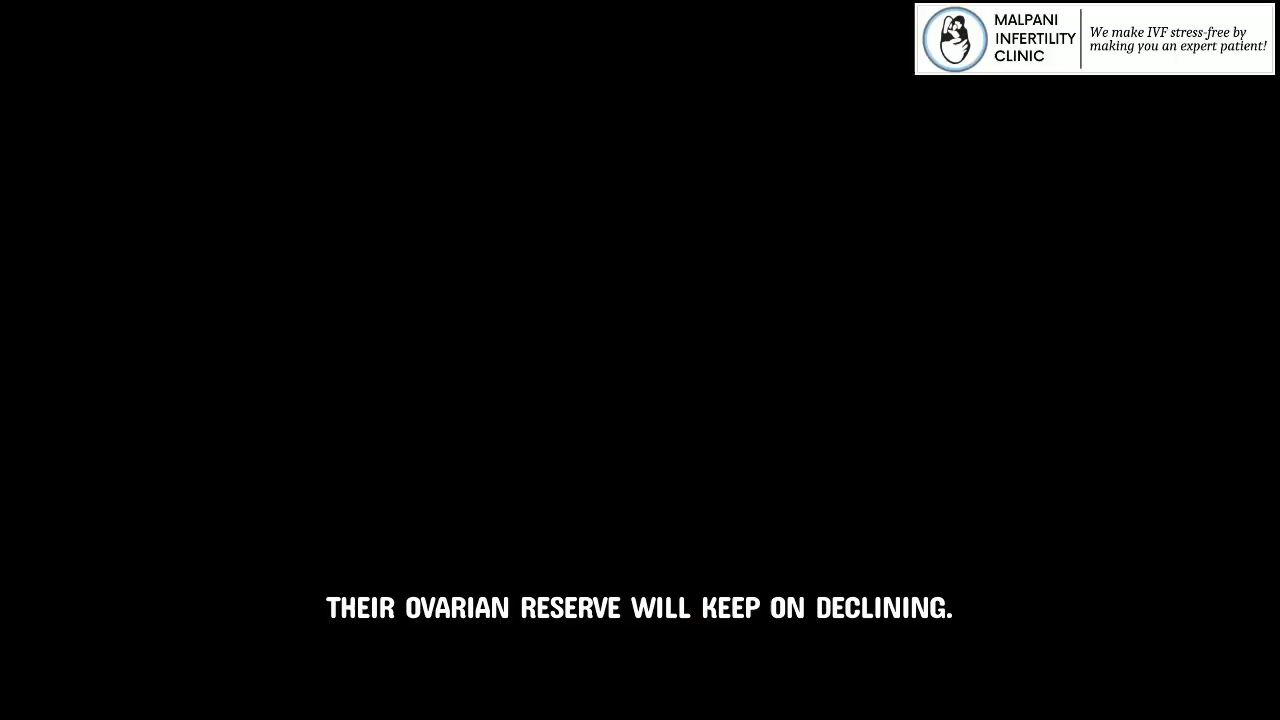 MALPANI
INFERTILITY
CLINIC
We make IVF stress-free by
making you an expert patient!
THEIR OVARIAN RESERVE WILL KEEP ON DECLINING.